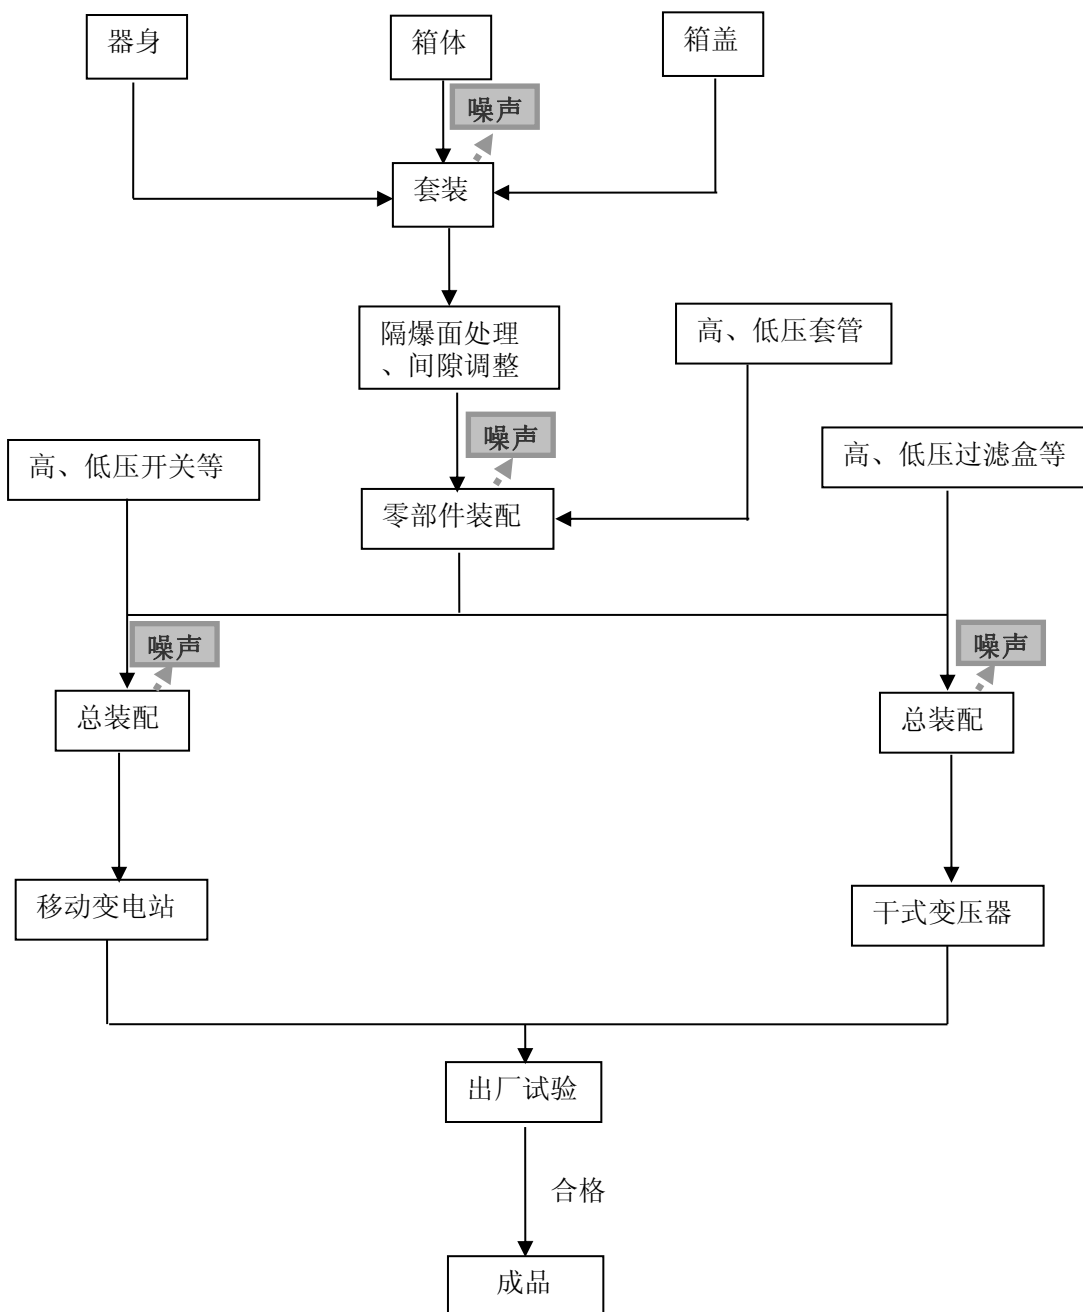 器身
箱体
箱盖
噪声
套装
隔爆面处理
、间隙调整
高、低压套管
噪声
高、低压开关等
高、低压过滤盒等
零部件装配
噪声
噪声
总装配
总装配
移动变电站
干式变压器
出厂试验
合格
成品